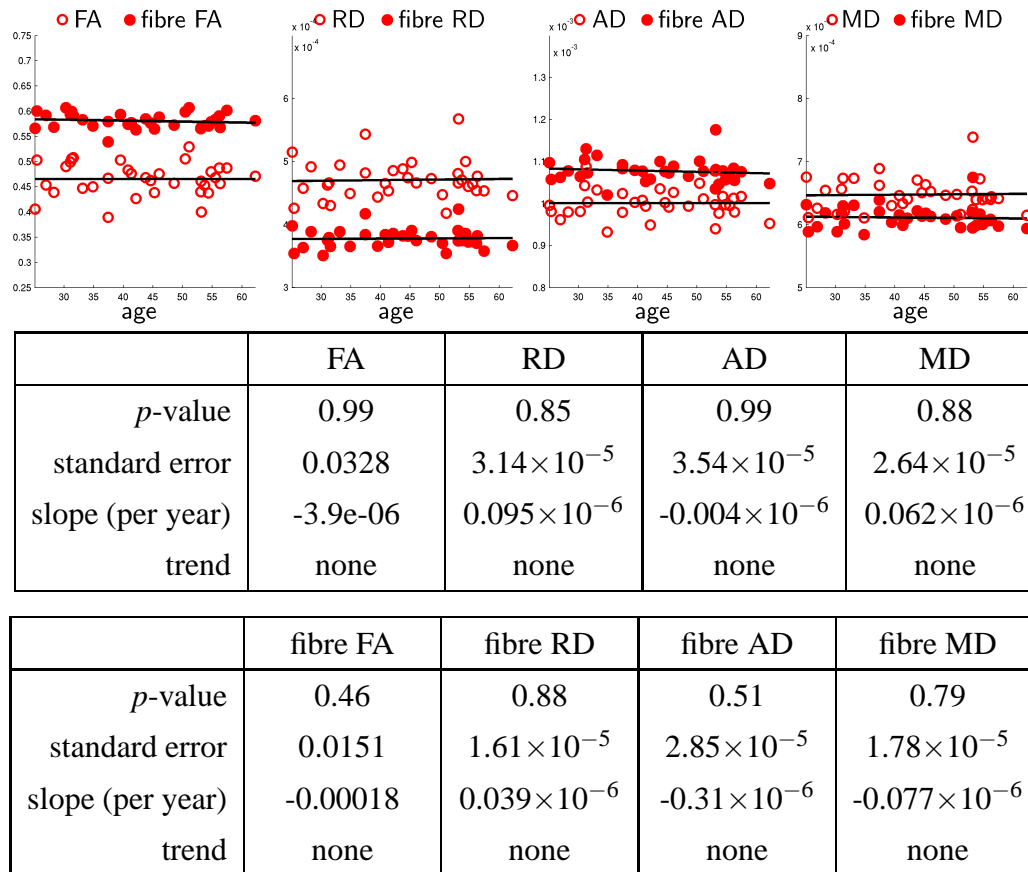 FA fibre FA RD fibre RD AD fibre AD MD fibre MD
0.75
0.7
0.65
0.6
0.55
0.5
0.45
0.4
0.35
0.3
0.25
30 35 40 45 50 55 60
age
x 10⁻⁴
6
5
4
3
30 35 40 45 50 55 60
age
x 10⁻³
x 10⁻³
1.3
1.2
1.1
1
0.9
0.8
30 35 40 45 50 55 60
age
9
x 10⁻⁴
8
7
6
5
30 35 40 45 50 55 60
age
FA RD AD MD
p-value 0.99 0.85 0.99 0.88
standard error 0.0328 3.14×10⁻⁵ 3.54×10⁻⁵ 2.64×10⁻⁵
slope (per year) -3.9e-06 0.095×10⁻⁶ -0.004×10⁻⁶ 0.062×10⁻⁶
trend none none none none
fibre FA fibre RD fibre AD fibre MD
p-value 0.46 0.88 0.51 0.79
standard error 0.0151 1.61×10⁻⁵ 2.85×10⁻⁵ 1.78×10⁻⁵
slope (per year) -0.00018 0.039×10⁻⁶ -0.31×10⁻⁶ -0.077×10⁻⁶
trend none none none none